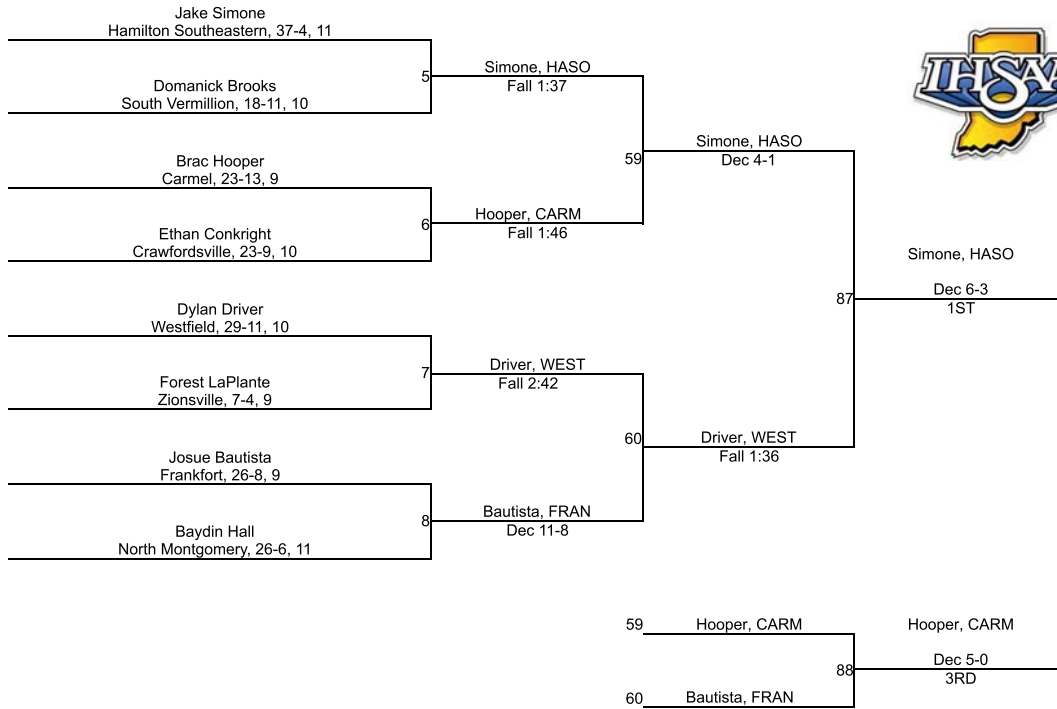 Jake Simone
Hamilton Southeastern, 37-4, 11
Domanick Brooks
South Vermillion, 18-11, 10
Brac Hooper
Carmel, 23-13, 9
Ethan Conkright
Crawfordsville, 23-9, 10
Dylan Driver
Westfield, 29-11, 10
Forest LaPlante
Zionsville, 7-4, 9
Josue Bautista
Frankfort, 26-8, 9
Baydin Hall
North Montgomery, 26-6, 11
5
Simone, HASO
Fall 1:37
6
Hooper, CARM
Fall 1:46
7
Driver, WEST
Fall 2:42
8
Bautista, FRAN
Dec 11-8
59
Simone, HASO
Dec 4-1
60
Driver, WEST
Fall 1:36
87
Simone, HASO
Dec 6-3
1ST
IHSAA
59
Hooper, CARM
60
Bautista, FRAN
88
Hooper, CARM
Dec 5-0
3RD